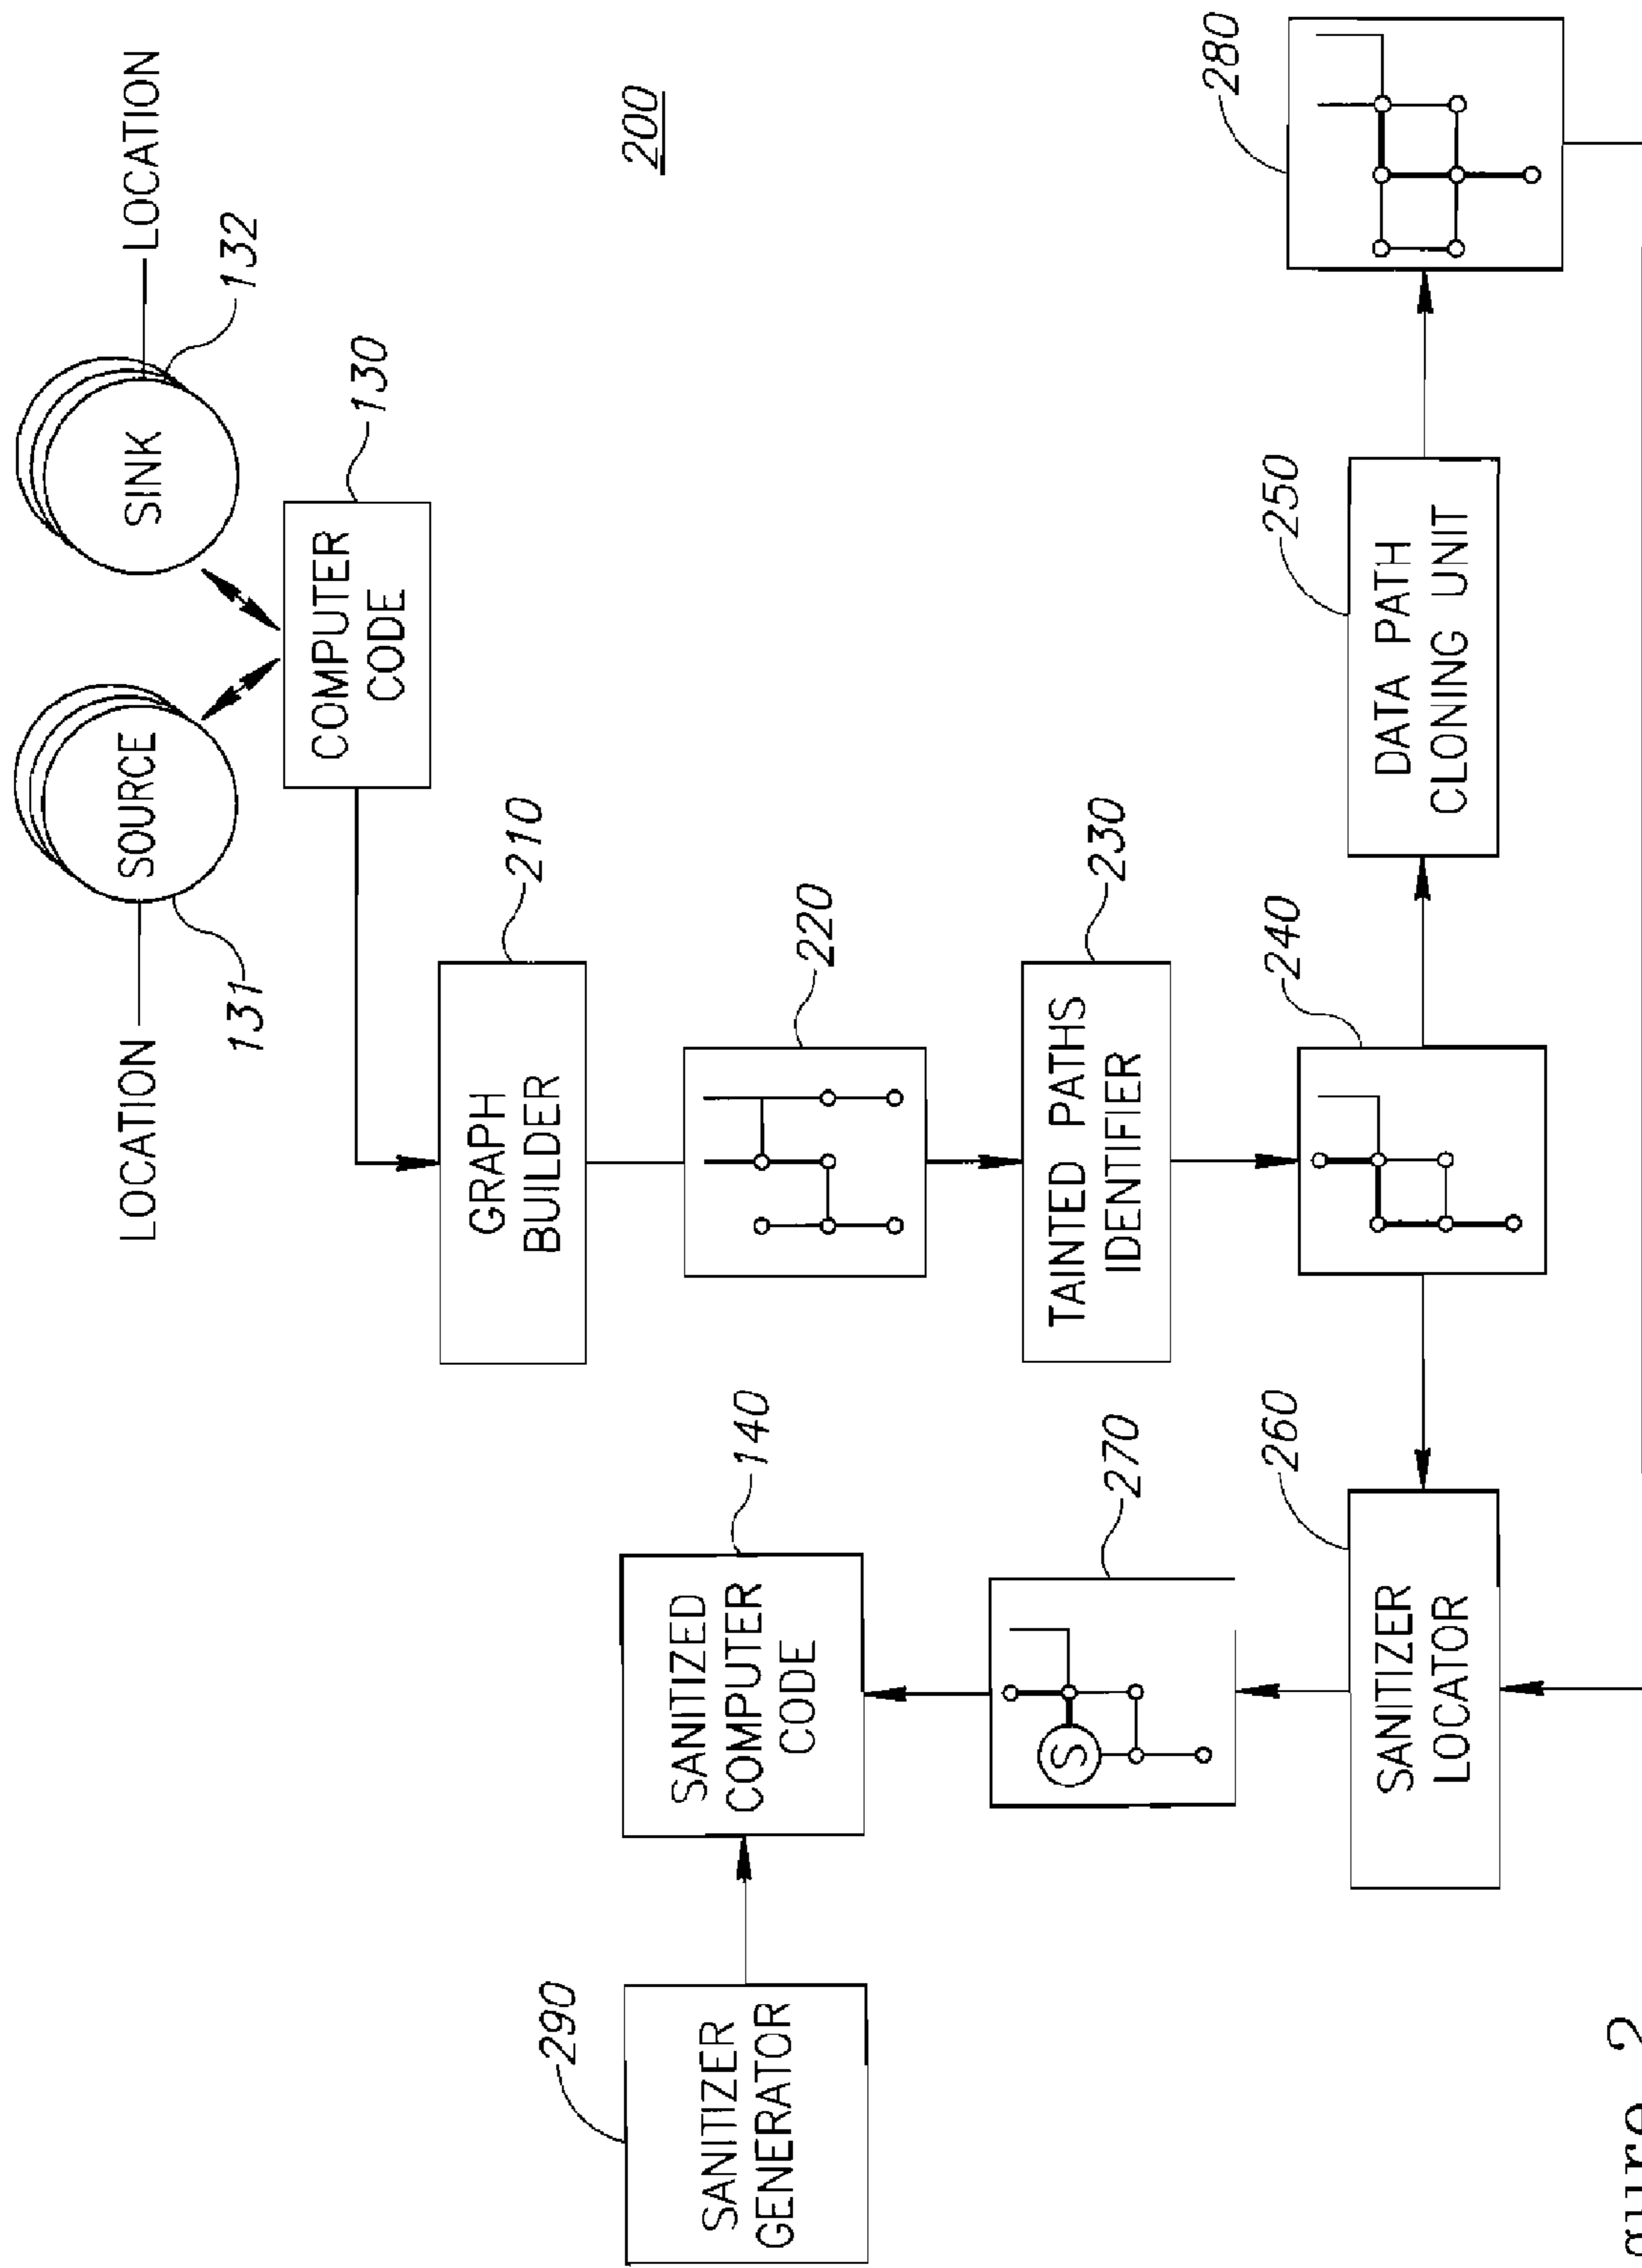 LOCATION
SOURCE
131
SINK
LOCATION
132
COMPUTER
CODE
130
200
GRAPH
BUILDER
210
220
TAINTED PATHS
IDENTIFIER
230
240
DATA PATH
CLONING UNIT
250
280
SANITIZER
LOCATOR
260
S
270
SANITIZED
COMPUTER
CODE
140
SANITIZER
GENERATOR
290
2